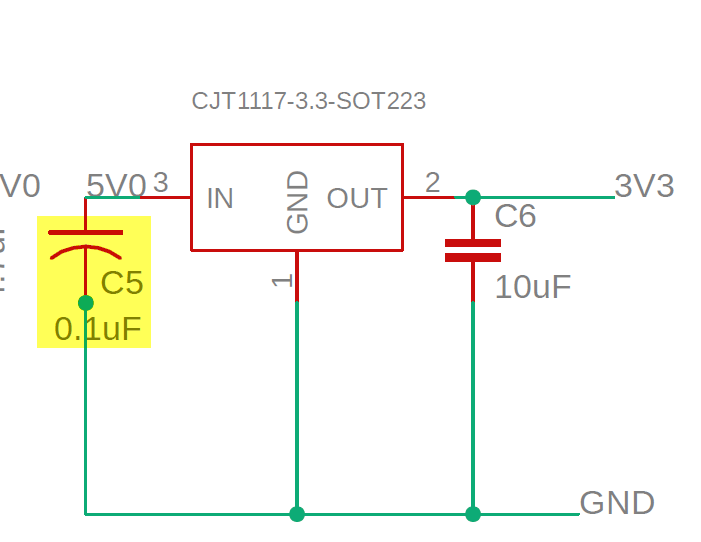 CJT1117-3.3-SOT223
V0
5V0
3
IN
GND
OUT
2
3V3
C6
10uF
1
C5
0.1uF
GND